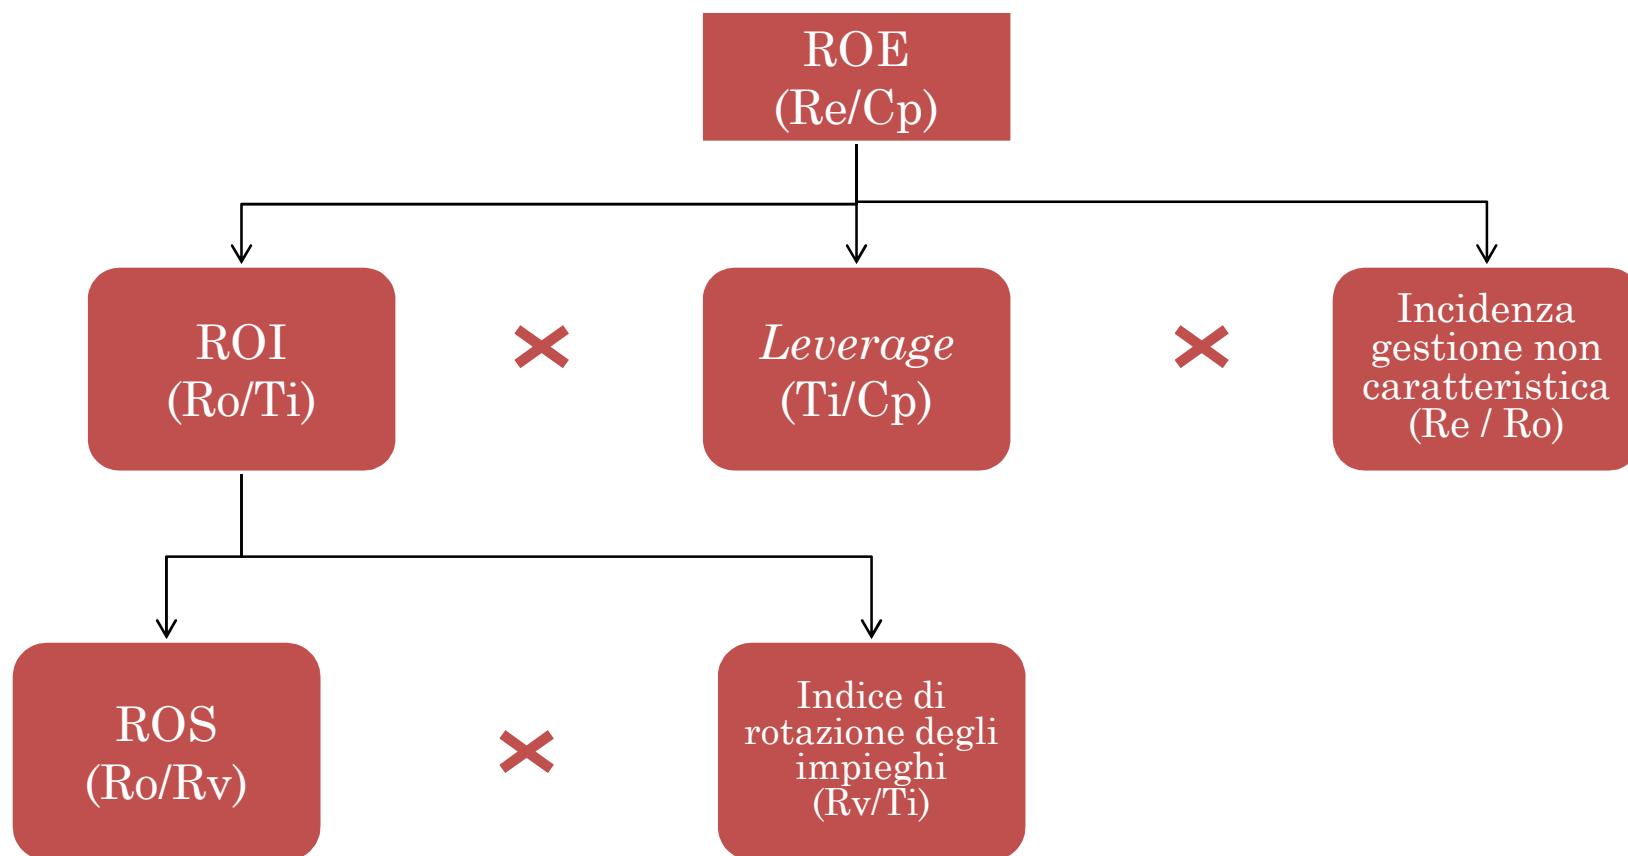 ROE
(Re/Cp)
ROI
(Ro/Ti)
Leverage
(Ti/Cp)
Incidenza
gestione non
caratteristica
(Re / Ro)
ROS
(Ro/Rv)
Indice di
rotazione degli
impieghi
(Rv/Ti)